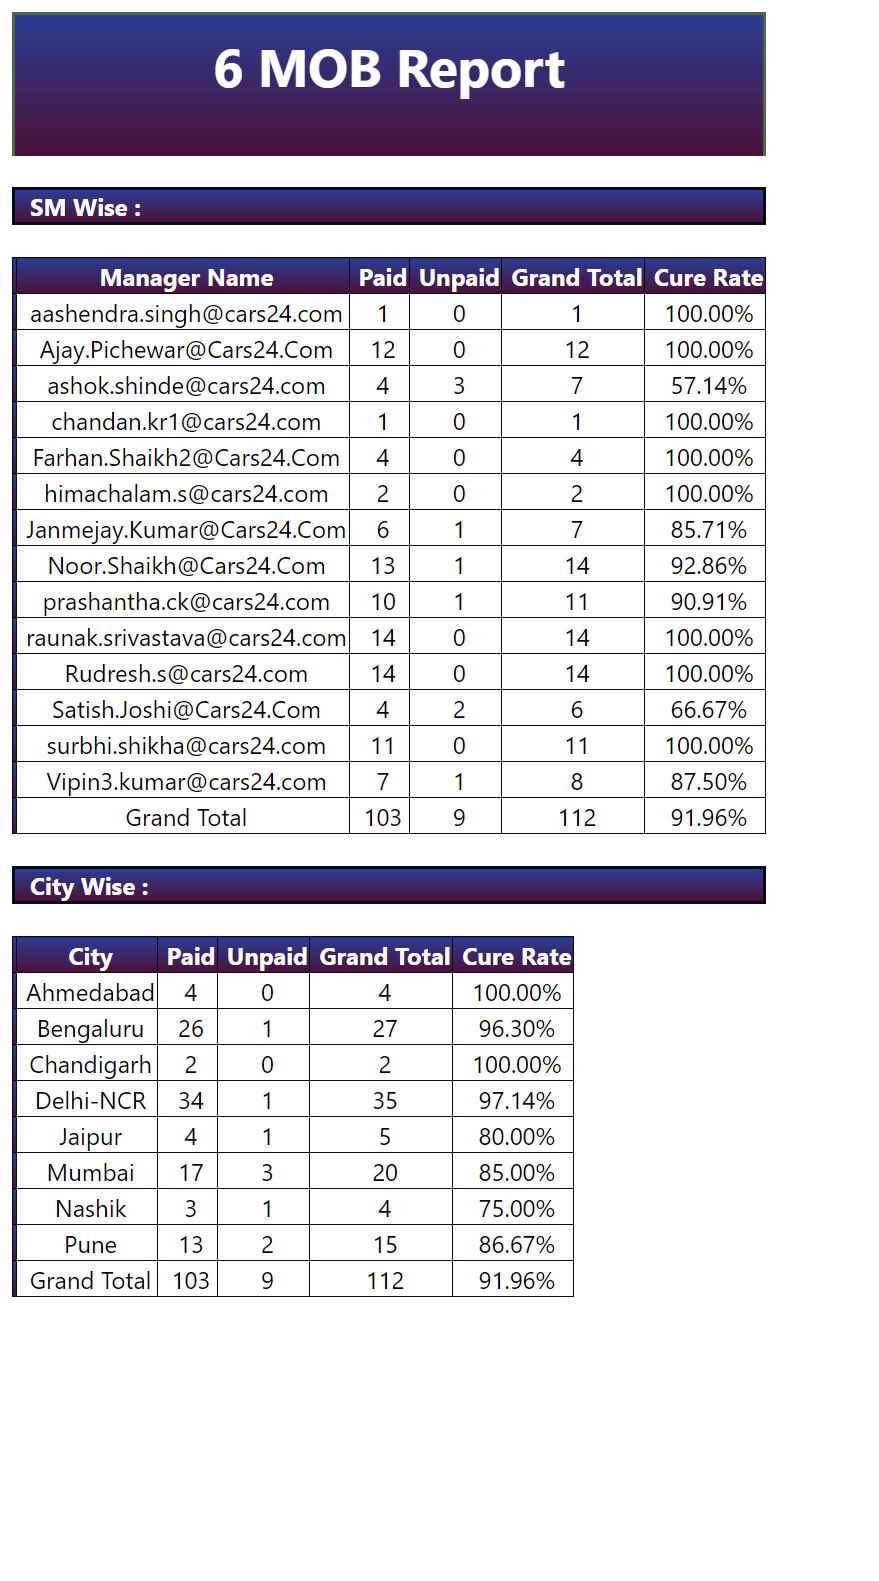 6 MOB Report
SM Wise :
Manager Name Paid Unpaid Grand Total Cure Rate
aashendra.singh@cars24.com 1 0 1 100.00%
Ajay.Pichewar@Cars24.Com 12 0 12 100.00%
ashok.shinde@cars24.com 4 3 7 57.14%
chandan.kr1@cars24.com 1 0 1 100.00%
Farhan.Shaikh2@Cars24.Com 4 0 4 100.00%
himachalam.s@cars24.com 2 0 2 100.00%
Janmejay.Kumar@Cars24.Com 6 1 7 85.71%
Noor.Shaikh@Cars24.Com 13 1 14 92.86%
prashantha.ck@cars24.com 10 1 11 90.91%
raunak.srivastava@cars24.com 14 0 14 100.00%
Rudresh.s@cars24.com 14 0 14 100.00%
Satish.Joshi@Cars24.Com 4 2 6 66.67%
surbhi.shikha@cars24.com 11 0 11 100.00%
Vipin3.kumar@cars24.com 7 1 8 87.50%
Grand Total 103 9 112 91.96%
City Wise :
City Paid Unpaid Grand Total Cure Rate
Ahmedabad 4 0 4 100.00%
Bengaluru 26 1 27 96.30%
Chandigarh 2 0 2 100.00%
Delhi-NCR 34 1 35 97.14%
Jaipur 4 1 5 80.00%
Mumbai 17 3 20 85.00%
Nashik 3 1 4 75.00%
Pune 13 2 15 86.67%
Grand Total 103 9 112 91.96%